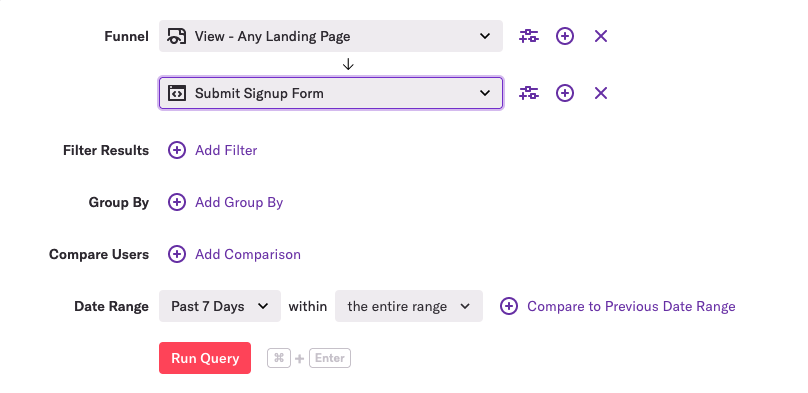 Funnel View - Any Landing Page
Submit Signup Form
Filter Results Add Filter
Group By Add Group By
Compare Users Add Comparison
Date Range Past 7 Days within the entire range Compare to Previous Date Range
Run Query ⌘ + Enter